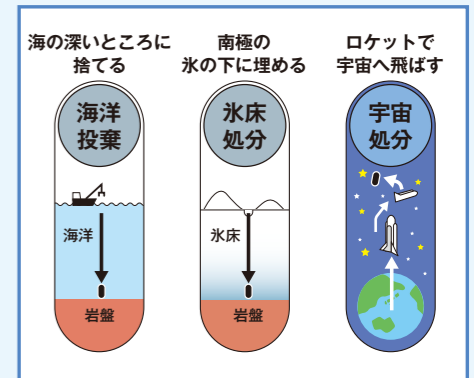 海の深いところに
捨てる
海洋
投棄
海洋
岩盤
南極の
氷の下に埋める
氷床
処分
氷床
岩盤
ロケットで
宇宙へ飛ばす
宇宙
処分